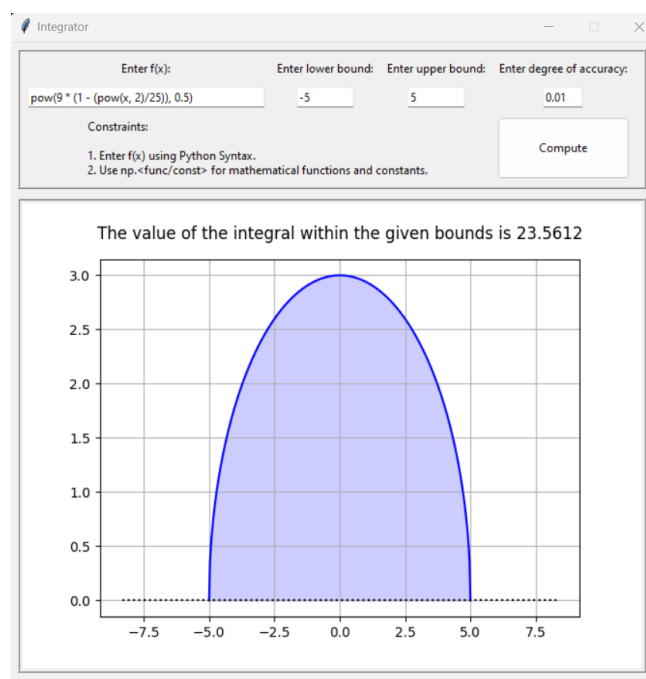 Integrator
Enter f(x): Enter lower bound: Enter upper bound: Enter degree of accuracy:
pow(9 * (1 - (pow(x, 2)/25)), 0.5) -5 5 0.01
Constraints:
Compute
1. Enter f(x) using Python Syntax.
2. Use np.<func/const> for mathematical functions and constants.
The value of the integral within the given bounds is 23.5612
3.0
2.5
2.0
1.5
1.0
0.5
0.0
−7.5 −5.0 −2.5 0.0 2.5 5.0 7.5